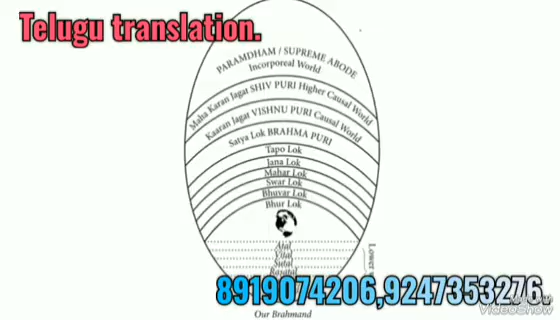 Telugu translation.
PARAMDHAM / SUPREME ABODE
Incorporeal World
Maha Karan Jagat SHIV PURI Higher Causal World
Kaaran Jagat VISHNU PURI Causal World
Satya Lok BRAHMA PURI
Tapo Lok
Jana Lok
Mahar Lok
Swar Lok
Bhuvar Lok
Bhur Lok
Atal
Vital
Sutal
Rasatal
Lower
8919074206,9247353276.
VideoShow
Our Brahmand